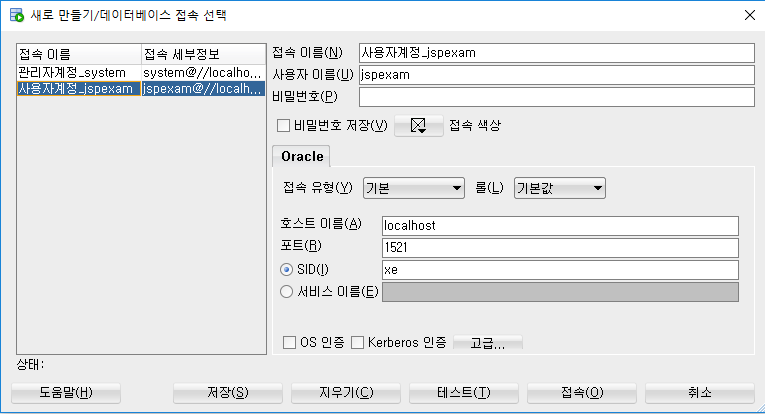 새로 만들기/데이터베이스 접속 선택
접속 이름 접속 세부정보
관리자계정_system system@//localho,,,
사용자계정_jspexam jspexam@//localh,,,
접속 이름(N) 사용자계정_jspexam
사용자 이름(U) jspexam
비밀번호(P)
비밀번호 저장(V) 접속 색상
Oracle
접속 유형(Y) 기본 롤(L) 기본값
호스트 이름(A) localhost
포트(R) 1521
SID(I) xe
서비스 이름(E)
OS 인증 Kerberos 인증 고급,,,
상태:
도움말(H) 저장(S) 지우기(C) 테스트(T) 접속(O) 취소